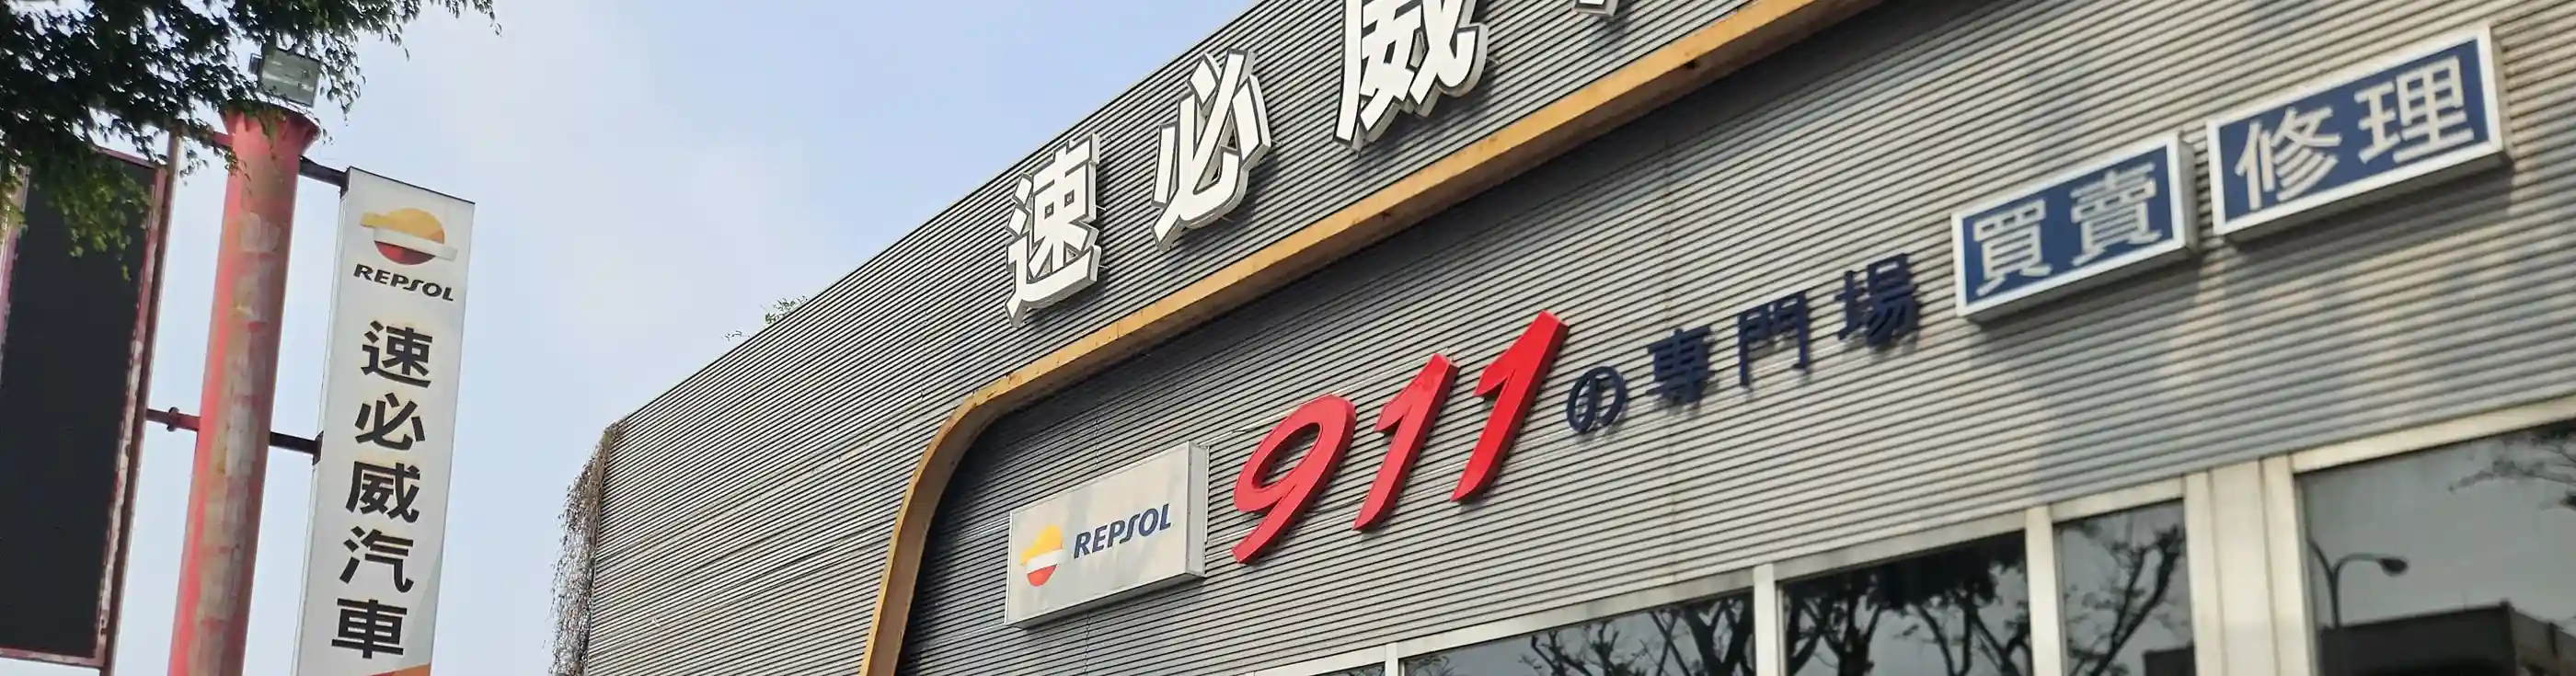 REPSOL
速必威汽車
速必威
REPSOL
911の專門場
買賣
修理